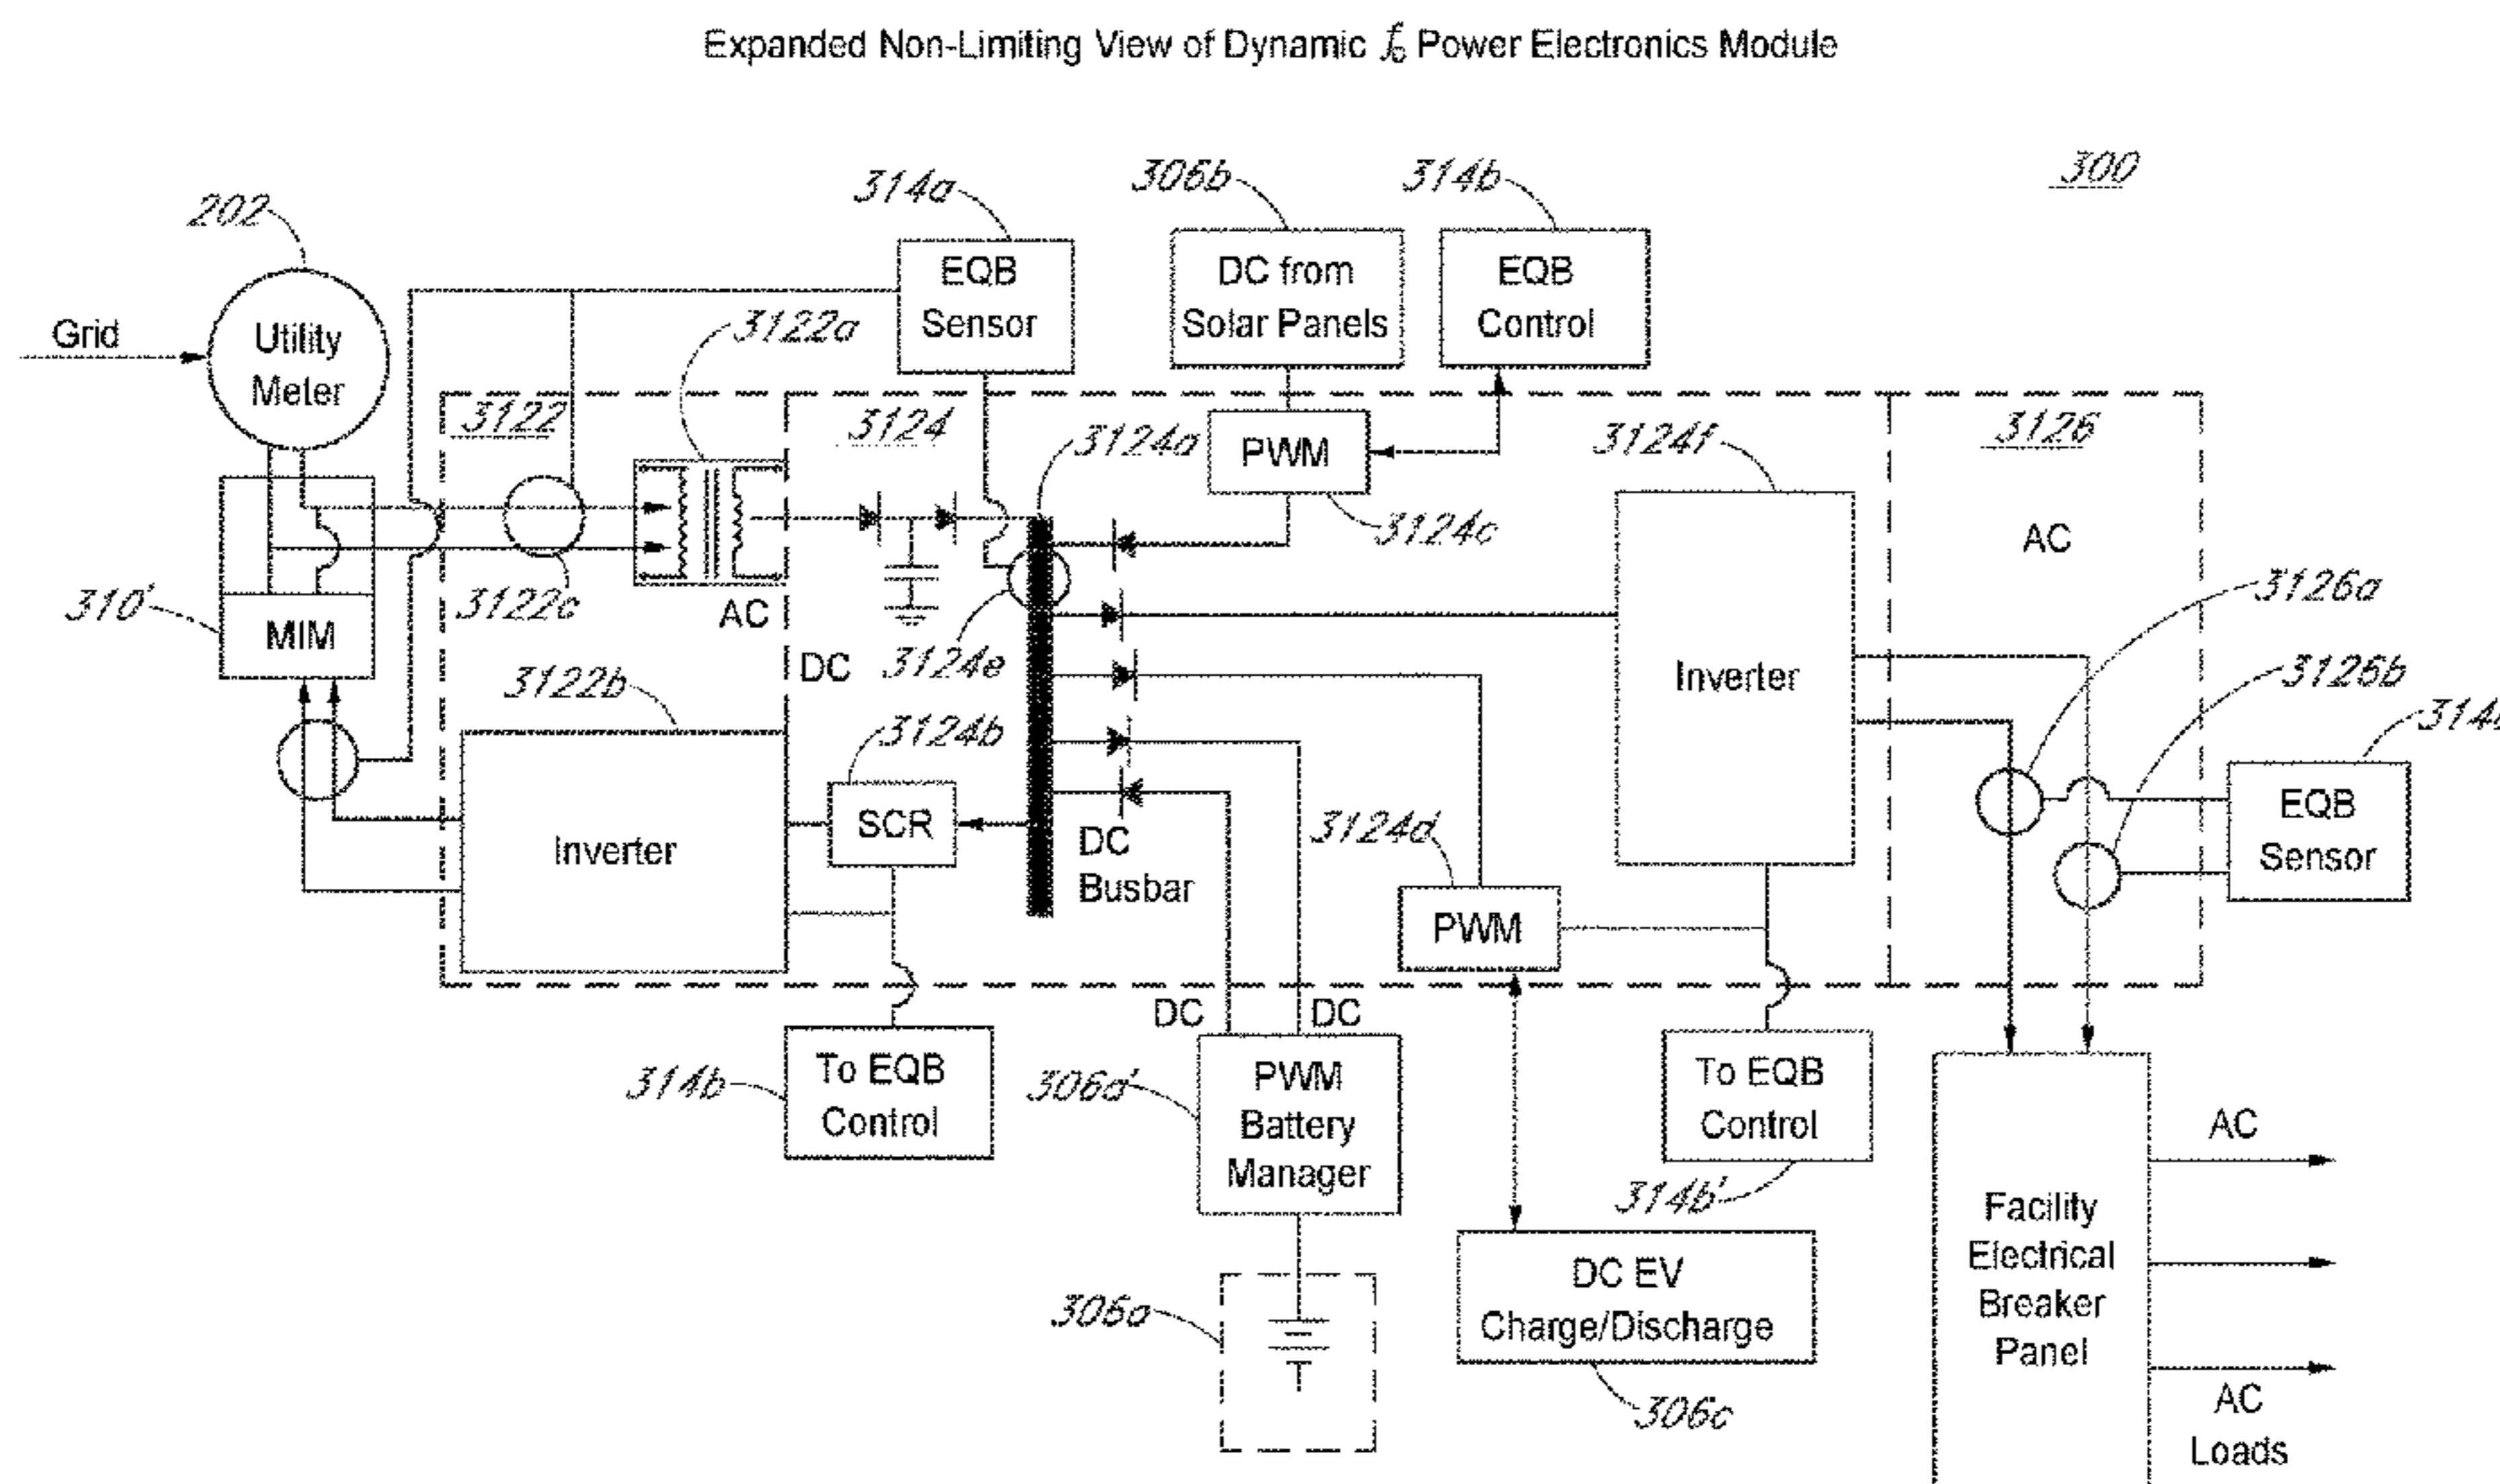 Expanded Non-Limiting View of Dynamic f₀ Power Electronics Module
300
202
314a
306b
314b
Grid
Utility
Meter
3122a
EQB
Sensor
DC from
Solar Panels
EQB
Control
3122
3124
3124a
PWM
3124f
3126
3124c
AC
310'
MIM
3122c
AC
DC
3124e
3126a
3126b
3122b
Inverter
3124b
SCR
Inverter
DC
Busbar
3124d
PWM
EQB
Sensor
DC
DC
314b
To EQB
Control
306a'
PWM
Battery
Manager
To EQB
Control
314b'
AC
306a
DC EV
Charge/Discharge
306c
Facility
Electrical
Breaker
Panel
AC
Loads